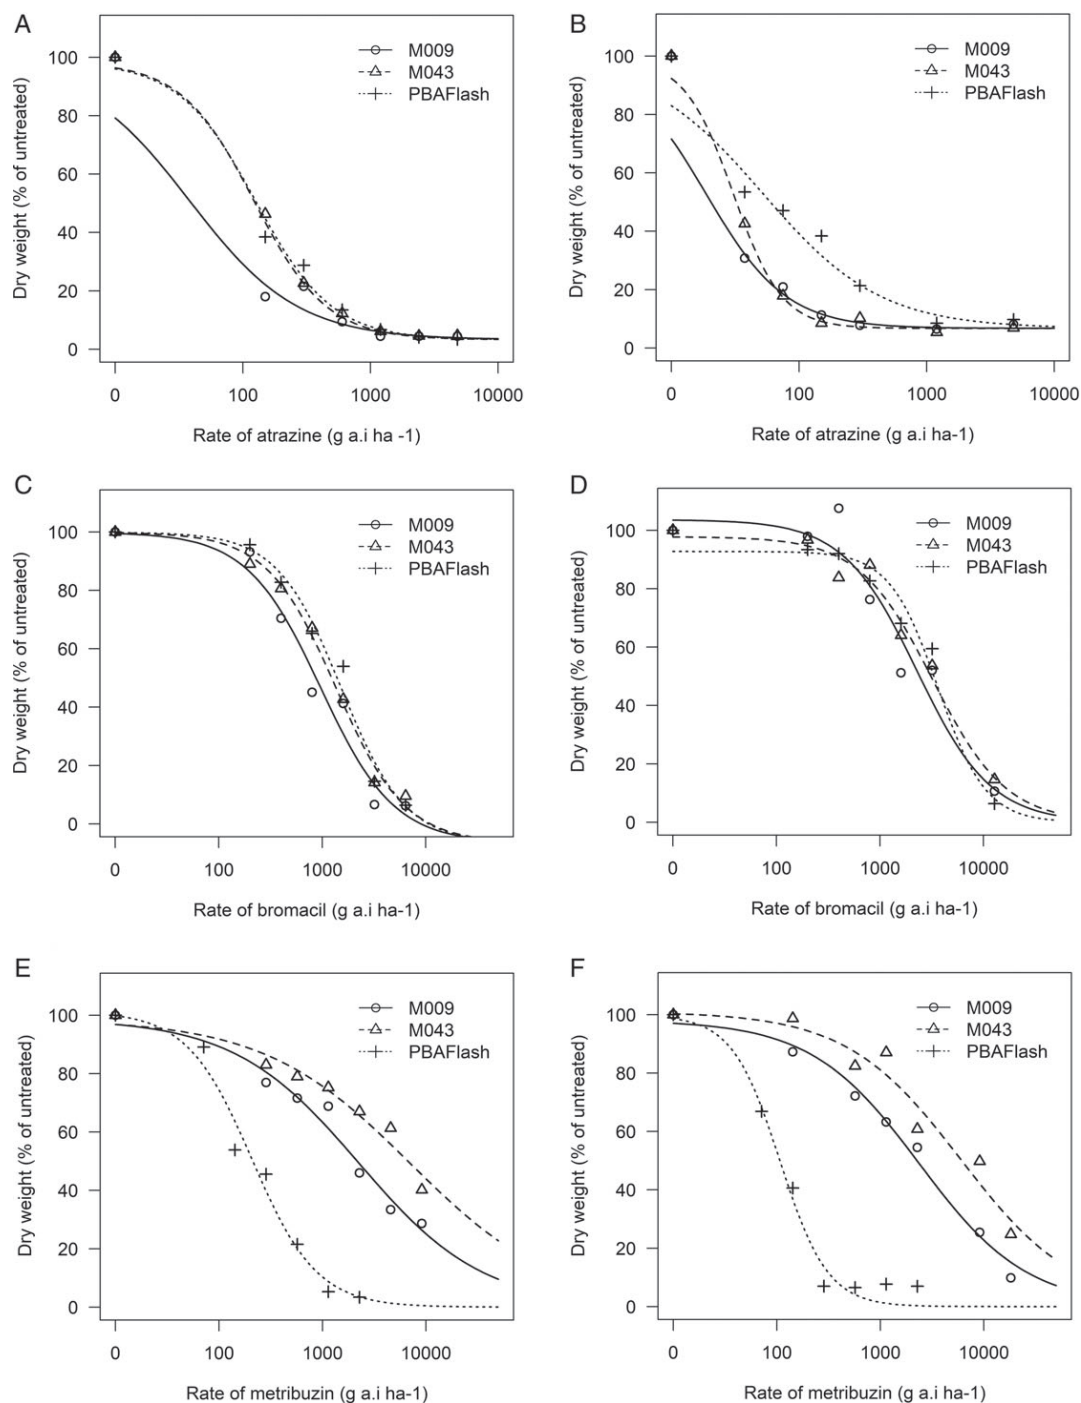 A
M009
M043
PBAFlash
Dry weight (% of untreated)
100
80
60
40
20
0
0 100 1000 10000
Rate of atrazine (g a.i ha -1)
B
M009
M043
PBAFlash
Dry weight (% of untreated)
100
80
60
40
20
0
0 100 1000 10000
Rate of atrazine (g a.i ha-1)
C
M009
M043
PBAFlash
Dry weight (% of untreated)
100
80
60
40
20
0
0 100 1000 10000
Rate of bromacil (g a.i ha-1)
D
M009
M043
PBAFlash
Dry weight (% of untreated)
100
80
60
40
20
0
0 100 1000 10000
Rate of bromacil (g a.i ha-1)
E
M009
M043
PBAFlash
Dry weight (% of untreated)
100
80
60
40
20
0
0 100 1000 10000
Rate of metribuzin (g a.i ha-1)
F
M009
M043
PBAFlash
Dry weight (% of untreated)
100
80
60
40
20
0
0 100 1000 10000
Rate of metribuzin (g a.i ha-1)